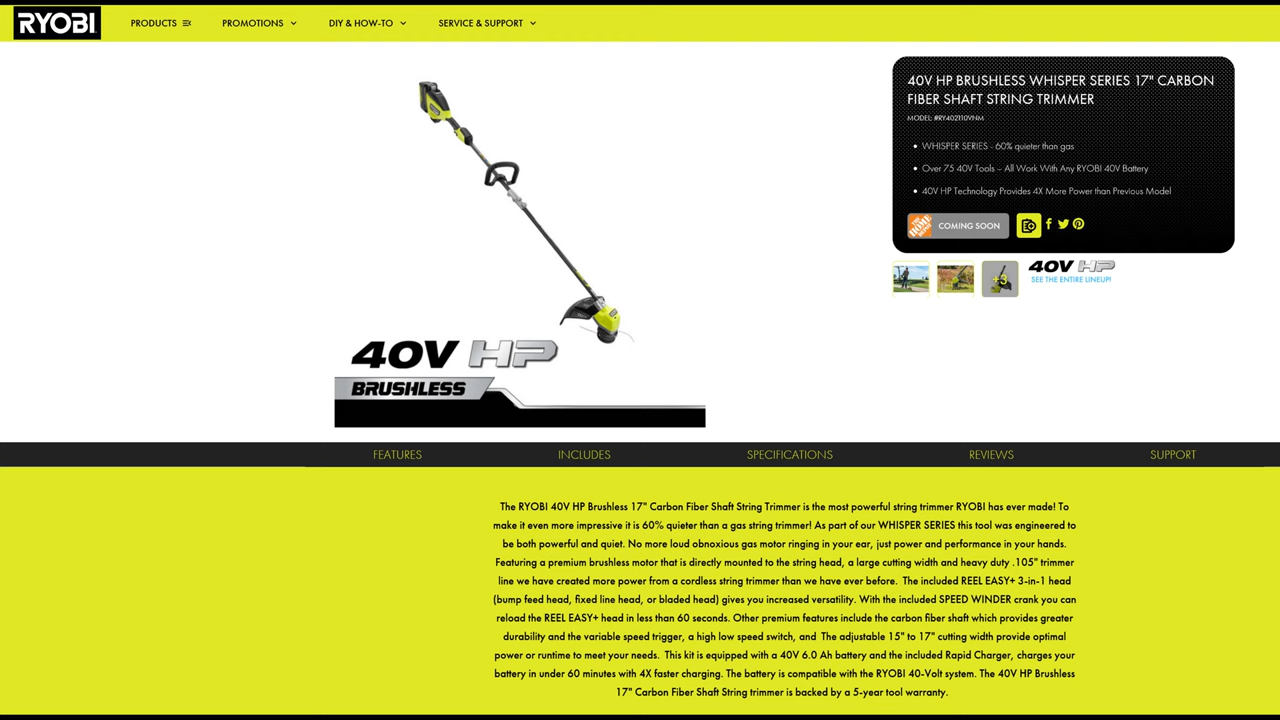 RYOBI
PRODUCTS
PROMOTIONS
DIY & HOW-TO
SERVICE & SUPPORT
40V HP BRUSHLESS WHISPER SERIES 17" CARBON
FIBER SHAFT STRING TRIMMER
MODEL: #RY402110VNM
WHISPER SERIES - 60% quieter than gas
Over 75 40V Tools – All Work With Any RYOBI 40V Battery
40V HP Technology Provides 4X More Power than Previous Model
THE HOME DEPOT
COMING SOON
+3
40V HP
SEE THE ENTIRE LINEUP!
40V HP
BRUSHLESS
FEATURES
INCLUDES
SPECIFICATIONS
REVIEWS
SUPPORT
The RYOBI 40V HP Brushless 17" Carbon Fiber Shaft String Trimmer is the most powerful string trimmer RYOBI has ever made! To
make it even more impressive it is 60% quieter than a gas string trimmer! As part of our WHISPER SERIES this tool was engineered to
be both powerful and quiet. No more loud obnoxious gas motor ringing in your ear, just power and performance in your hands.
Featuring a premium brushless motor that is directly mounted to the string head, a large cutting width and heavy duty .105" trimmer
line we have created more power from a cordless string trimmer than we have ever before. The included REEL EASY+ 3-in-1 head
(bump feed head, fixed line head, or bladed head) gives you increased versatility. With the included SPEED WINDER crank you can
reload the REEL EASY+ head in less than 60 seconds. Other premium features include the carbon fiber shaft which provides greater
durability and the variable speed trigger, a high low speed switch, and The adjustable 15" to 17" cutting width provide optimal
power or runtime to meet your needs. This kit is equipped with a 40V 6.0 Ah battery and the included Rapid Charger, charges your
battery in under 60 minutes with 4X faster charging. The battery is compatible with the RYOBI 40-Volt system. The 40V HP Brushless
17" Carbon Fiber Shaft String trimmer is backed by a 5-year tool warranty.